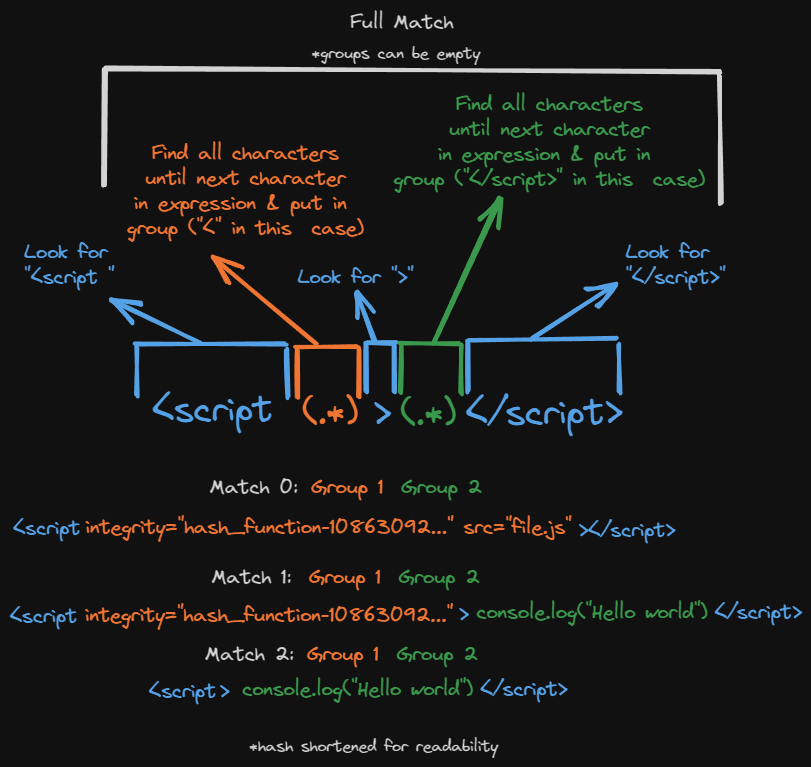 Full Match
*groups can be empty
Find all characters
until next character
in expression & put in
group ("</script>" in this case)
Find all characters
until next character
in expression & put in
group ("<" in this case)
Look for
"<script "
Look for ">"
Look for
"</script>"
<script (.*) > (.*) </script>
Match 0: Group 1 Group 2
<script integrity="hash_function-10863092..." src="file.js" ></script>
Match 1: Group 1 Group 2
<script integrity="hash_function-10863092..." > console.log("Hello world") </script>
Match 2: Group 1 Group 2
<script > console.log("Hello world") </script>
*hash shortened for readability